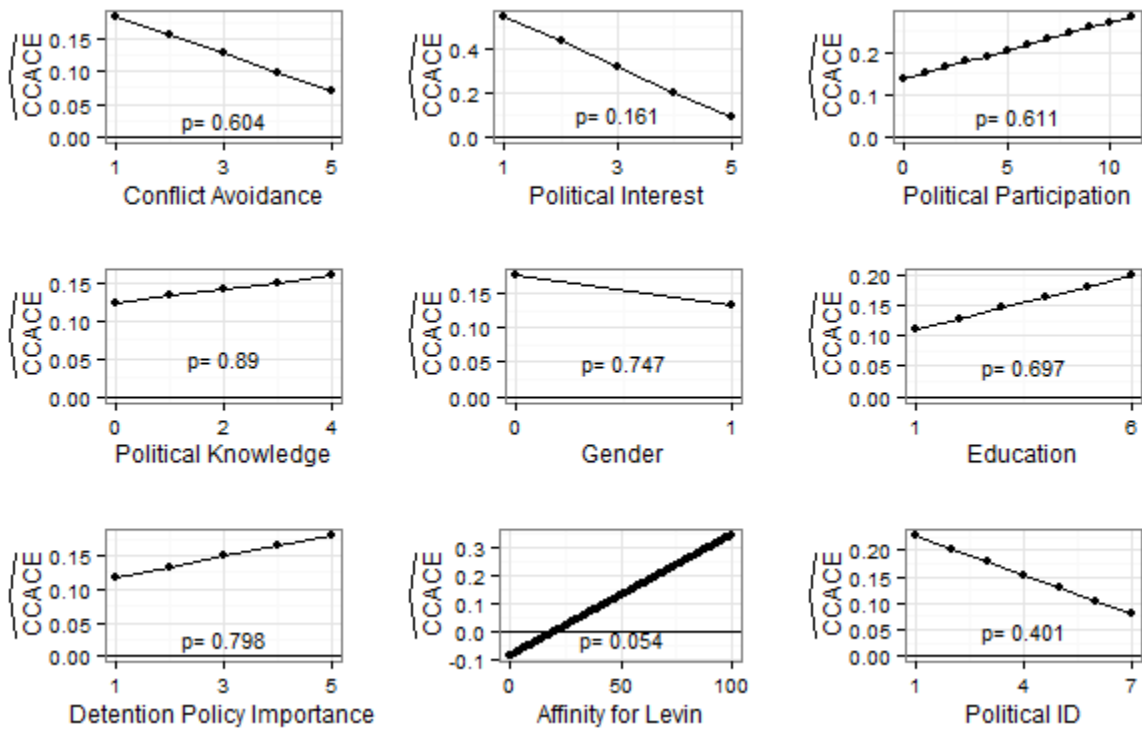 CCACE
0.15
0.10
0.05
0.00
p= 0.604
1 3 5
Conflict Avoidance
CCACE
0.4
0.2
0.0
p= 0.161
1 3 5
Political Interest
CCACE
0.2
0.1
0.0
p= 0.611
0 5 10
Political Participation
CCACE
0.15
0.10
0.05
0.00
p= 0.89
0 2 4
Political Knowledge
CCACE
0.15
0.10
0.05
0.00
p= 0.747
0 1
Gender
CCACE
0.20
0.15
0.10
0.05
0.00
p= 0.697
1 6
Education
CCACE
0.15
0.10
0.05
0.00
p= 0.798
1 3 5
Detention Policy Importance
CCACE
0.3
0.2
0.1
0.0
-0.1
p= 0.054
0 50 100
Affinity for Levin
CCACE
0.20
0.15
0.10
0.05
0.00
p= 0.401
1 4 7
Political ID